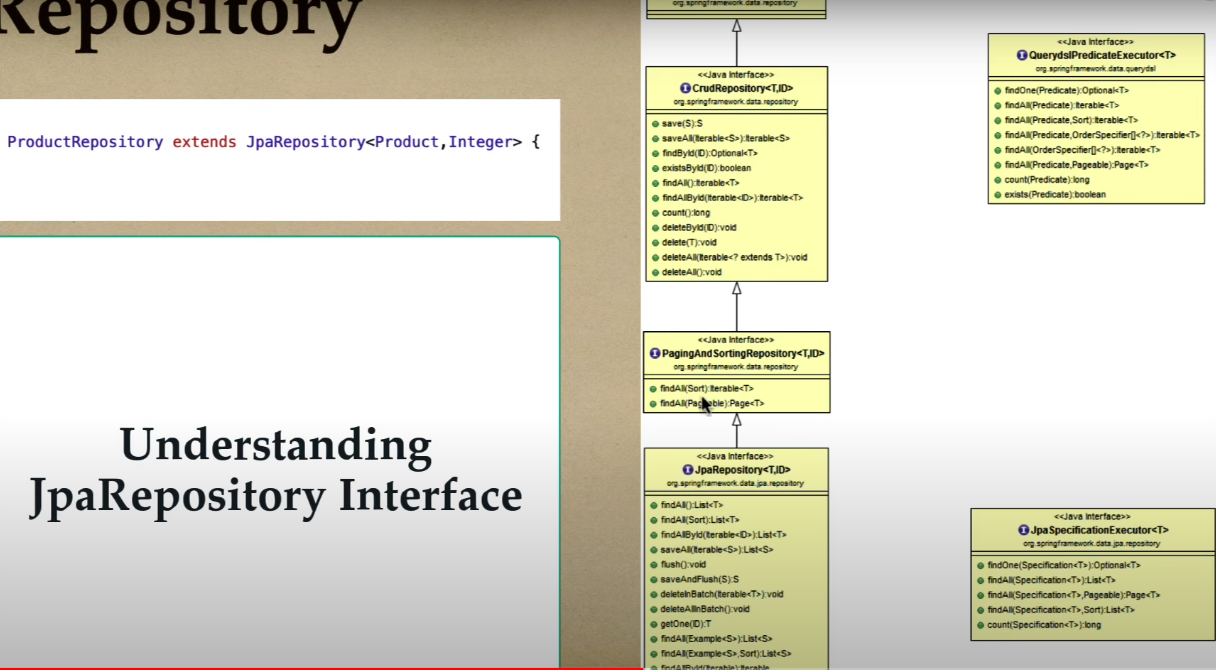 Repository
ProductRepository extends JpaRepository<Product,Integer> {
Understanding
JpaRepository Interface
org.springframework.data.repository
<<Java Interface>>
CrudRepository<T,ID>
org.springframework.data.repository
save(S):S
saveAll(Iterable<S>):Iterable<S>
findById(ID):Optional<T>
existsById(ID):boolean
findAll():Iterable<T>
findAllById(Iterable<ID>):Iterable<T>
count():long
deleteById(ID):void
delete(T):void
deleteAll(Iterable<? extends T>):void
deleteAll():void
<<Java Interface>>
PagingAndSortingRepository<T,ID>
org.springframework.data.repository
findAll(Sort):Iterable<T>
findAll(Pageable):Page<T>
<<Java Interface>>
JpaRepository<T,ID>
org.springframework.data.jpa.repository
findAll():List<T>
findAll(Sort):List<T>
findAllById(Iterable<ID>):List<T>
saveAll(Iterable<S>):List<S>
flush():void
saveAndFlush(S):S
deleteInBatch(Iterable<T>):void
deleteAllInBatch():void
getOne(ID):T
findAll(Example<S>):List<S>
findAll(Example<S>,Sort):List<S>
findAllById(Iterable):Iterable
<<Java Interface>>
QuerydslPredicateExecutor<T>
org.springframework.data.querydsl
findOne(Predicate):Optional<T>
findAll(Predicate):Iterable<T>
findAll(Predicate,Sort):Iterable<T>
findAll(Predicate,OrderSpecifier[]<?>):Iterable<T>
findAll(OrderSpecifier[]<?>):Iterable<T>
findAll(Predicate,Pageable):Page<T>
count(Predicate):long
exists(Predicate):boolean
<<Java Interface>>
JpaSpecificationExecutor<T>
org.springframework.data.jpa.repository
findOne(Specification<T>):Optional<T>
findAll(Specification<T>):List<T>
findAll(Specification<T>,Pageable):Page<T>
findAll(Specification<T>,Sort):List<T>
count(Specification<T>):long